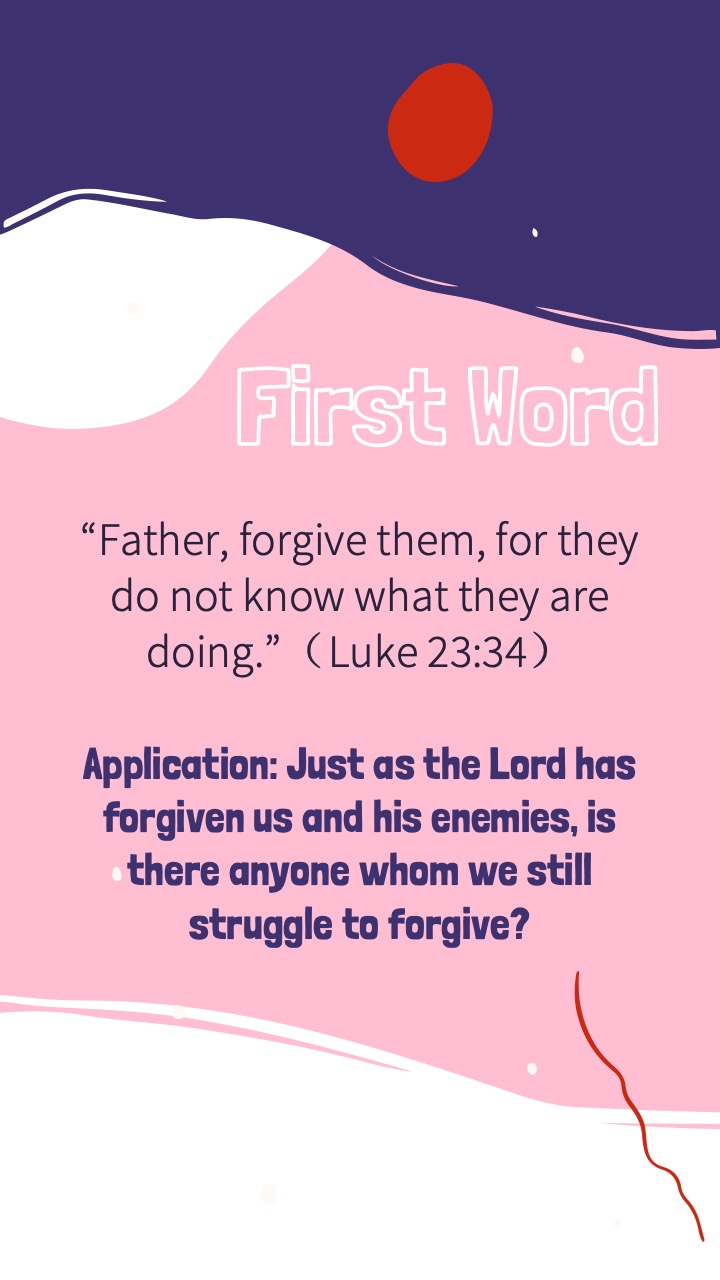 First Word
“Father, forgive them, for they
do not know what they are
doing.”（Luke 23:34）
Application: Just as the Lord has
forgiven us and his enemies, is
there anyone whom we still
struggle to forgive?